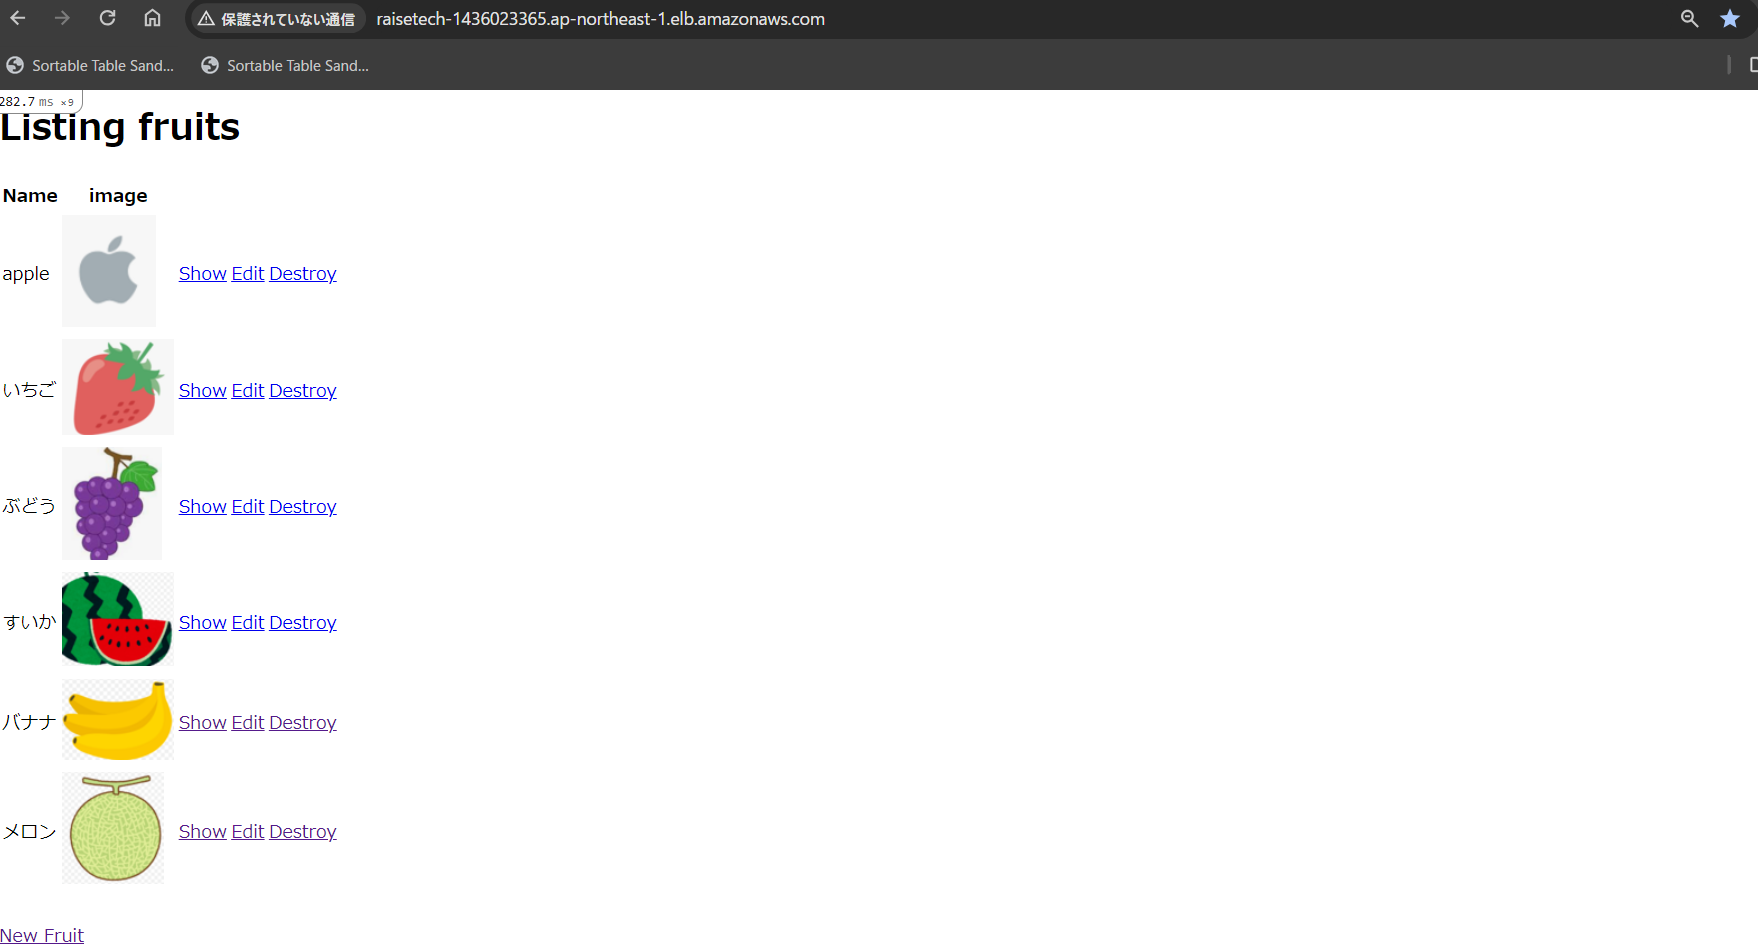 保護されていない通信 raisetech-1436023365.ap-northeast-1.elb.amazonaws.com
Sortable Table Sand... Sortable Table Sand...
282.7 ms ×9
Listing fruits
Name image
apple Show Edit Destroy
いちご Show Edit Destroy
ぶどう Show Edit Destroy
すいか Show Edit Destroy
バナナ Show Edit Destroy
メロン Show Edit Destroy
New Fruit